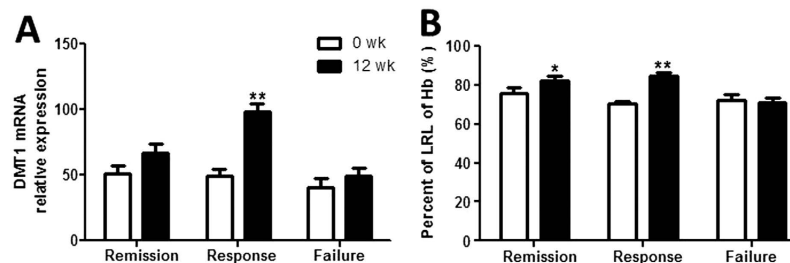 A
DMT1 mRNA
relative expression
150
100
50
0
**
0 wk
12 wk
Remission
Response
Failure
B
Percent of LRL of Hb (%)
100
80
60
40
20
0
*
**
Remission
Response
Failure